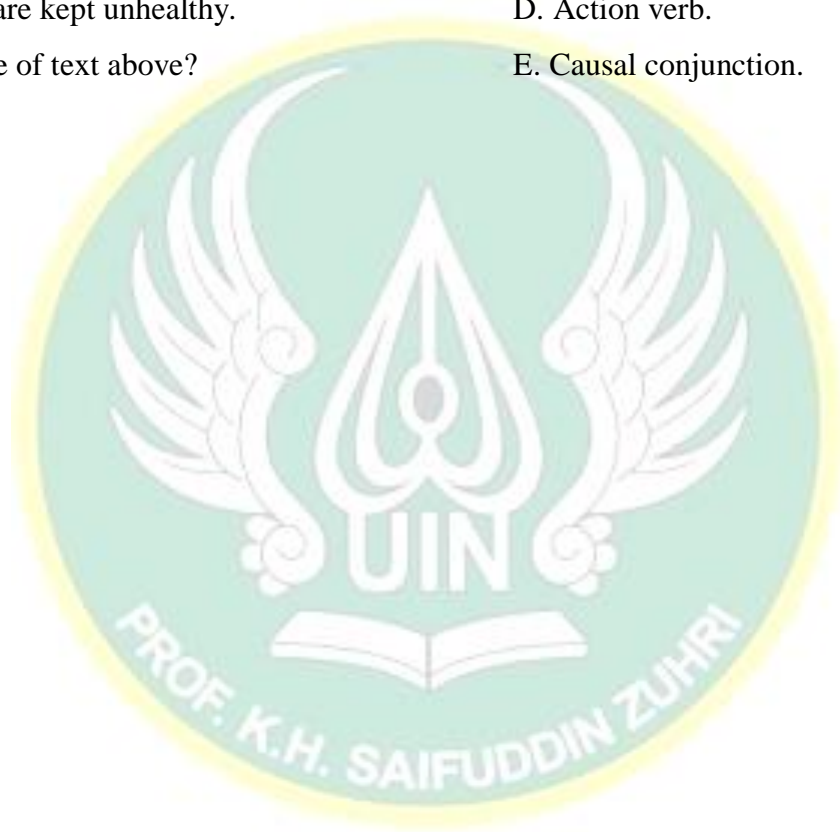 are kept unhealthy.
e of text above?
D. Action verb.
E. Causal conjunction.
UIN
PROF. K.H. SAIFUDDIN ZUHRI